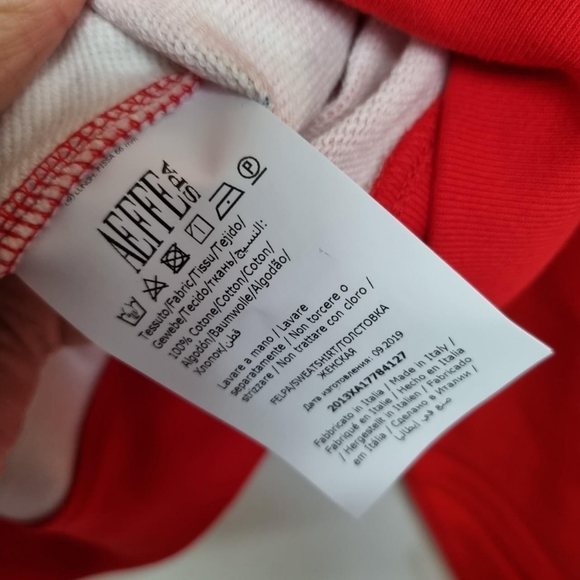 AEFFE
SPA
P
Tessuto/Fabric/Tissu/Tejido/
Gewebe/Tecido/ткань/النسيج:
100% Cotone/Cotton/Coton/
Algodón/Baumwolle/Algodão/
Хлопок/قطن
Lavare a mano / Lavare
separatamente / Non torcere o
strizzare / Non trattare con cloro /
FELPA/SWEATSHIRT/ТОЛСТОВКА
ЖЕНСКАЯ
Дата изготовления: 09.2019
2013XA17784127
Fabbricato in Italia / Made in Italy /
Fabriqué en Italie / Hecho en Italia
/ Hergestellt in Italien / Fabricado
em Itália / Сделано в Италии /
صنع في إيطاليا